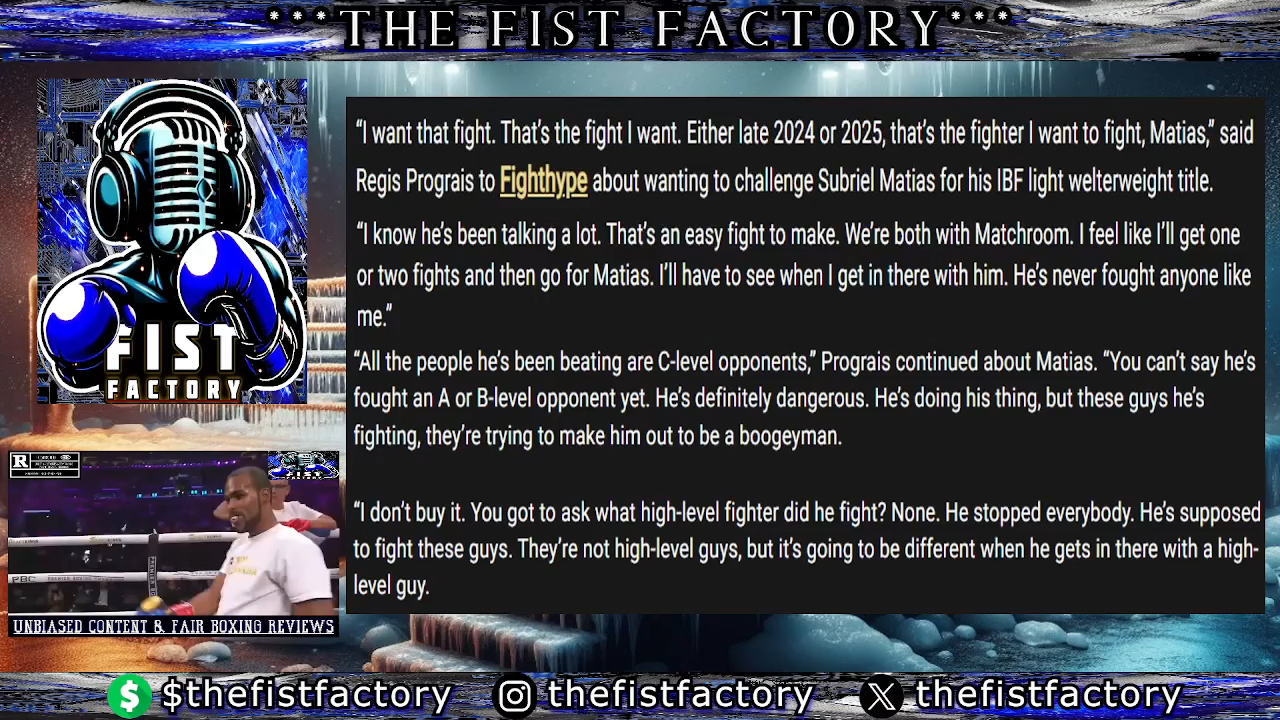 ***THE FIST FACTORY***
“I want that fight. That’s the fight I want. Either late 2024 or 2025, that’s the fighter I want to fight, Matias,” said
Regis Prograis to Fighthype about wanting to challenge Subriel Matias for his IBF light welterweight title.
“I know he’s been talking a lot. That’s an easy fight to make. We’re both with Matchroom. I feel like I’ll get one
or two fights and then go for Matias. I’ll have to see when I get in there with him. He’s never fought anyone like
me.”
“All the people he’s been beating are C-level opponents,” Prograis continued about Matias. “You can’t say he’s
fought an A or B-level opponent yet. He’s definitely dangerous. He’s doing his thing, but these guys he’s
fighting, they’re trying to make him out to be a boogeyman.
“I don’t buy it. You got to ask what high-level fighter did he fight? None. He stopped everybody. He’s supposed
to fight these guys. They’re not high-level guys, but it’s going to be different when he gets in there with a high-
level guy.
FIST
FACTORY
R
PBC
UNBIASED CONTENT & FAIR BOXING REVIEWS
$thefistfactory
thefistfactory
thefistfactory